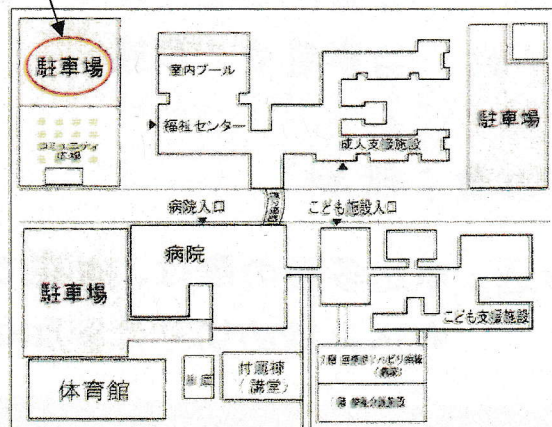 駐車場
室内プール
福祉センター
コミュニティ
広場
成人支援施設
駐車場
病院入口
こども施設入口
病院
駐車場
こども支援施設
体育館
付属棟
(講堂)